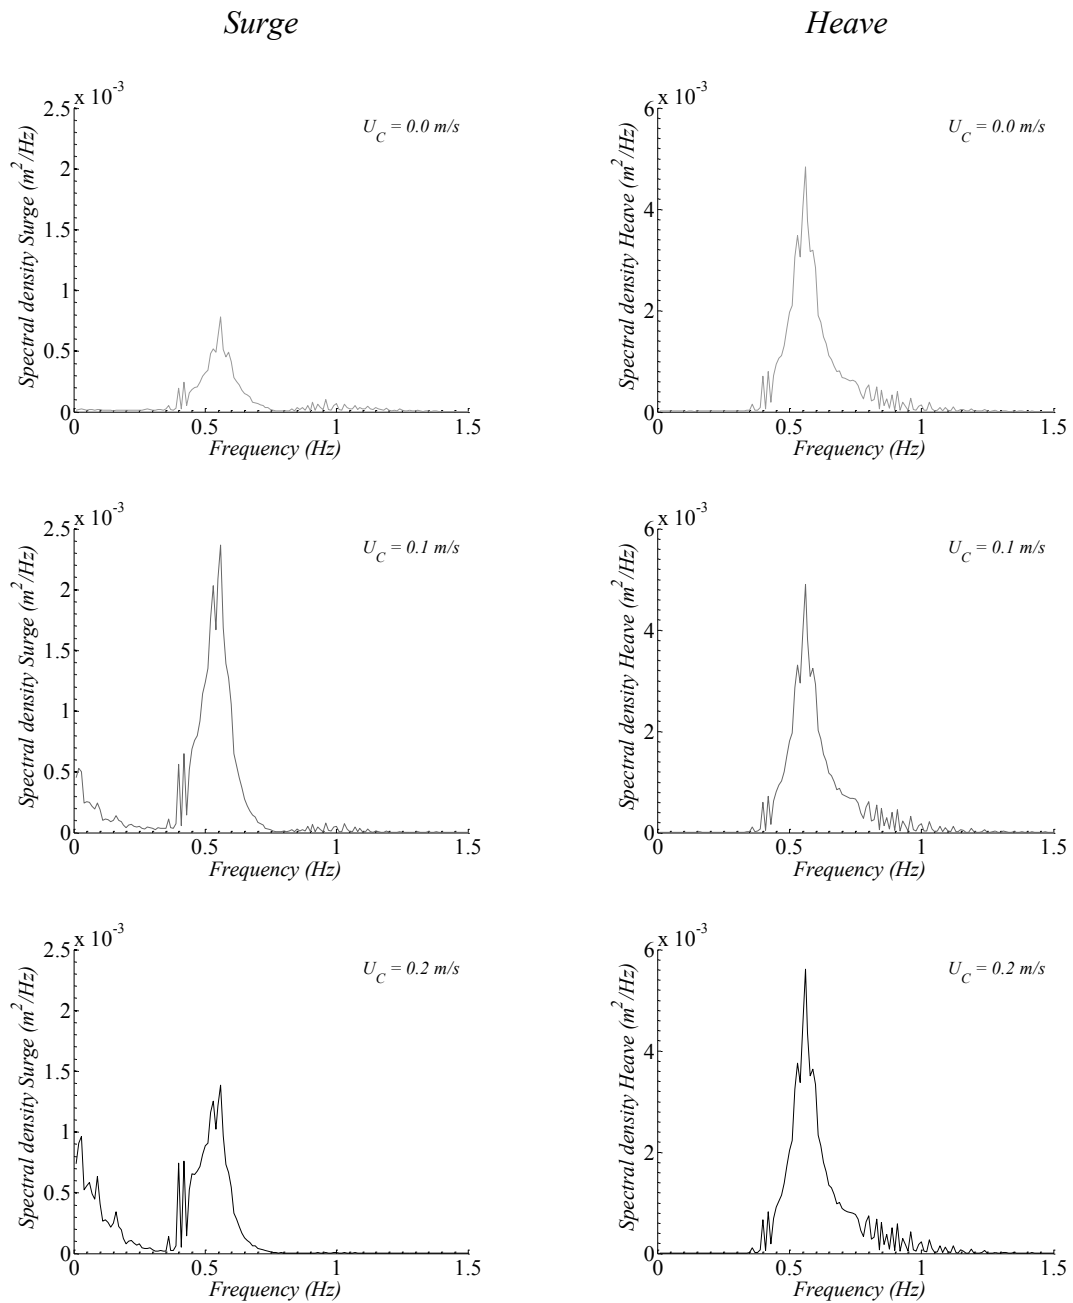 Surge Heave
x 10^-3
2.5
2
1.5
1
0.5
0
0 0.5 1 1.5
Spectral density Surge (m^2/Hz)
Frequency (Hz)
U_C = 0.0 m/s
x 10^-3
6
4
2
0
0 0.5 1 1.5
Spectral density Heave (m^2/Hz)
Frequency (Hz)
U_C = 0.0 m/s
x 10^-3
2.5
2
1.5
1
0.5
0
0 0.5 1 1.5
Spectral density Surge (m^2/Hz)
Frequency (Hz)
U_C = 0.1 m/s
x 10^-3
6
4
2
0
0 0.5 1 1.5
Spectral density Heave (m^2/Hz)
Frequency (Hz)
U_C = 0.1 m/s
x 10^-3
2.5
2
1.5
1
0.5
0
0 0.5 1 1.5
Spectral density Surge (m^2/Hz)
Frequency (Hz)
U_C = 0.2 m/s
x 10^-3
6
4
2
0
0 0.5 1 1.5
Spectral density Heave (m^2/Hz)
Frequency (Hz)
U_C = 0.2 m/s